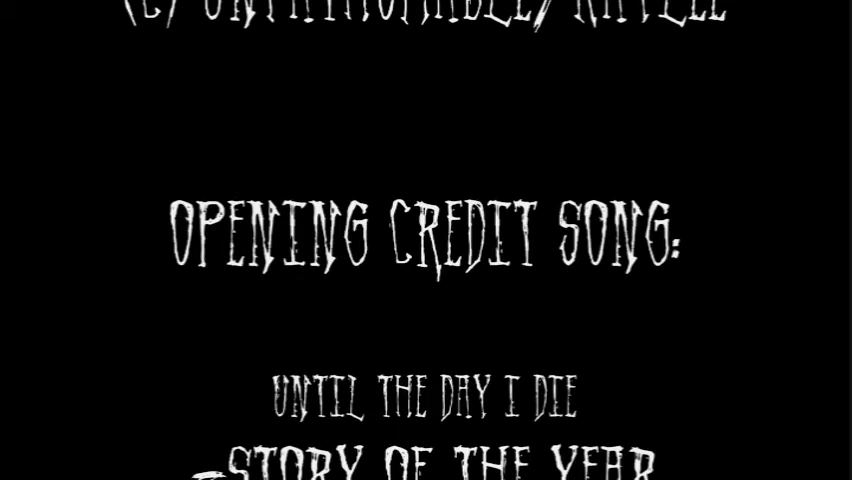 OPENING CREDIT SONG:
UNTIL THE DAY I DIE
-STORY OF THE YEAR